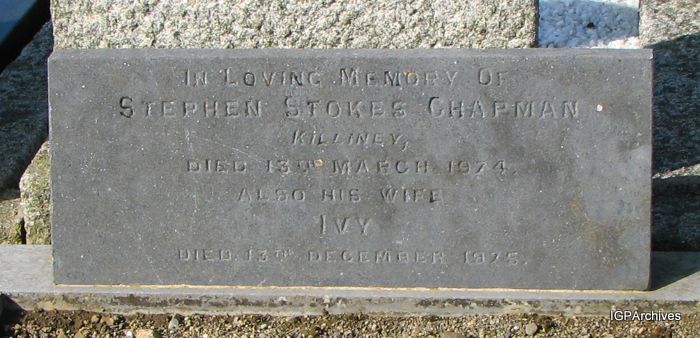 In Loving Memory Of
Stephen Stokes Chapman
Killiney,
Died 13th March 1974.
Also His Wife
Ivy
Died 13th December 1975.
IGPArchives